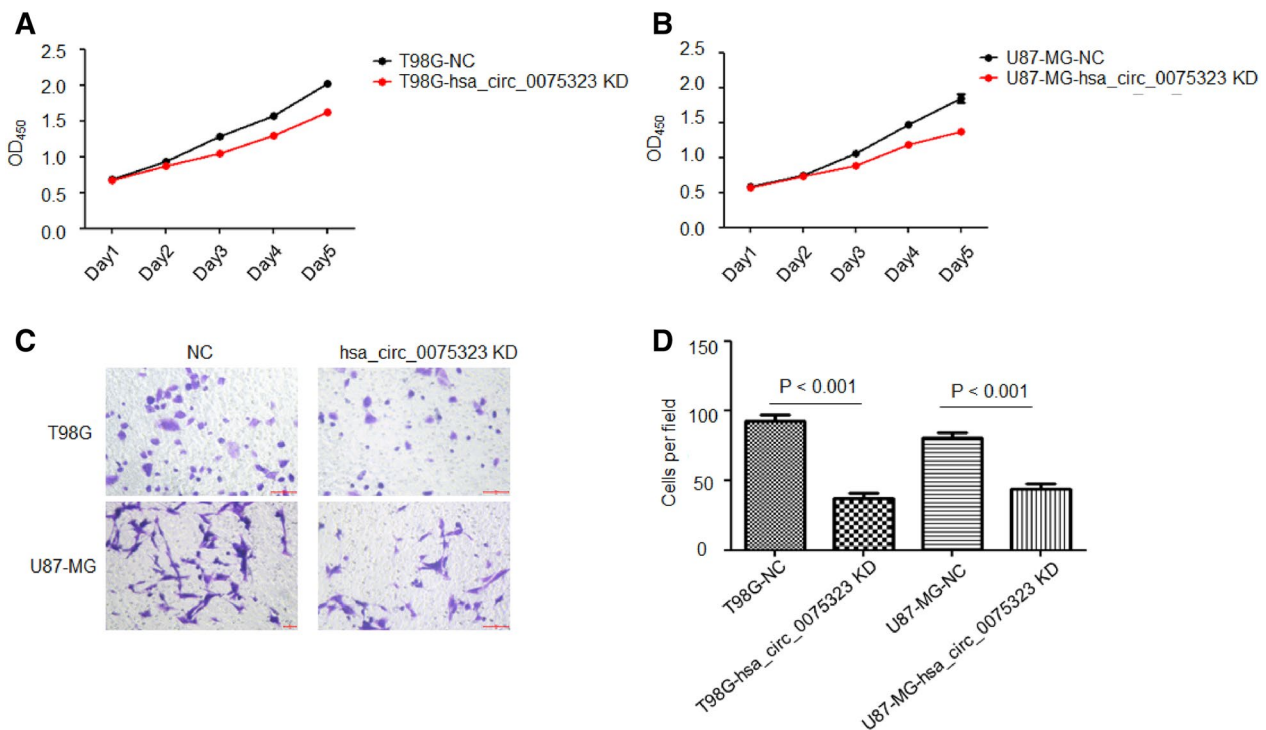 A
2.5
2.0
1.5
1.0
0.5
0.0
OD450
Day1
Day2
Day3
Day4
Day5
T98G-NC
T98G-hsa_circ_0075323 KD
B
2.5
2.0
1.5
1.0
0.5
0.0
OD450
Day1
Day2
Day3
Day4
Day5
U87-MG-NC
U87-MG-hsa_circ_0075323 KD
C
NC
hsa_circ_0075323 KD
T98G
U87-MG
D
150
100
50
0
Cells per field
P < 0.001
P < 0.001
T98G-NC
T98G-hsa_circ_0075323 KD
U87-MG-NC
U87-MG-hsa_circ_0075323 KD